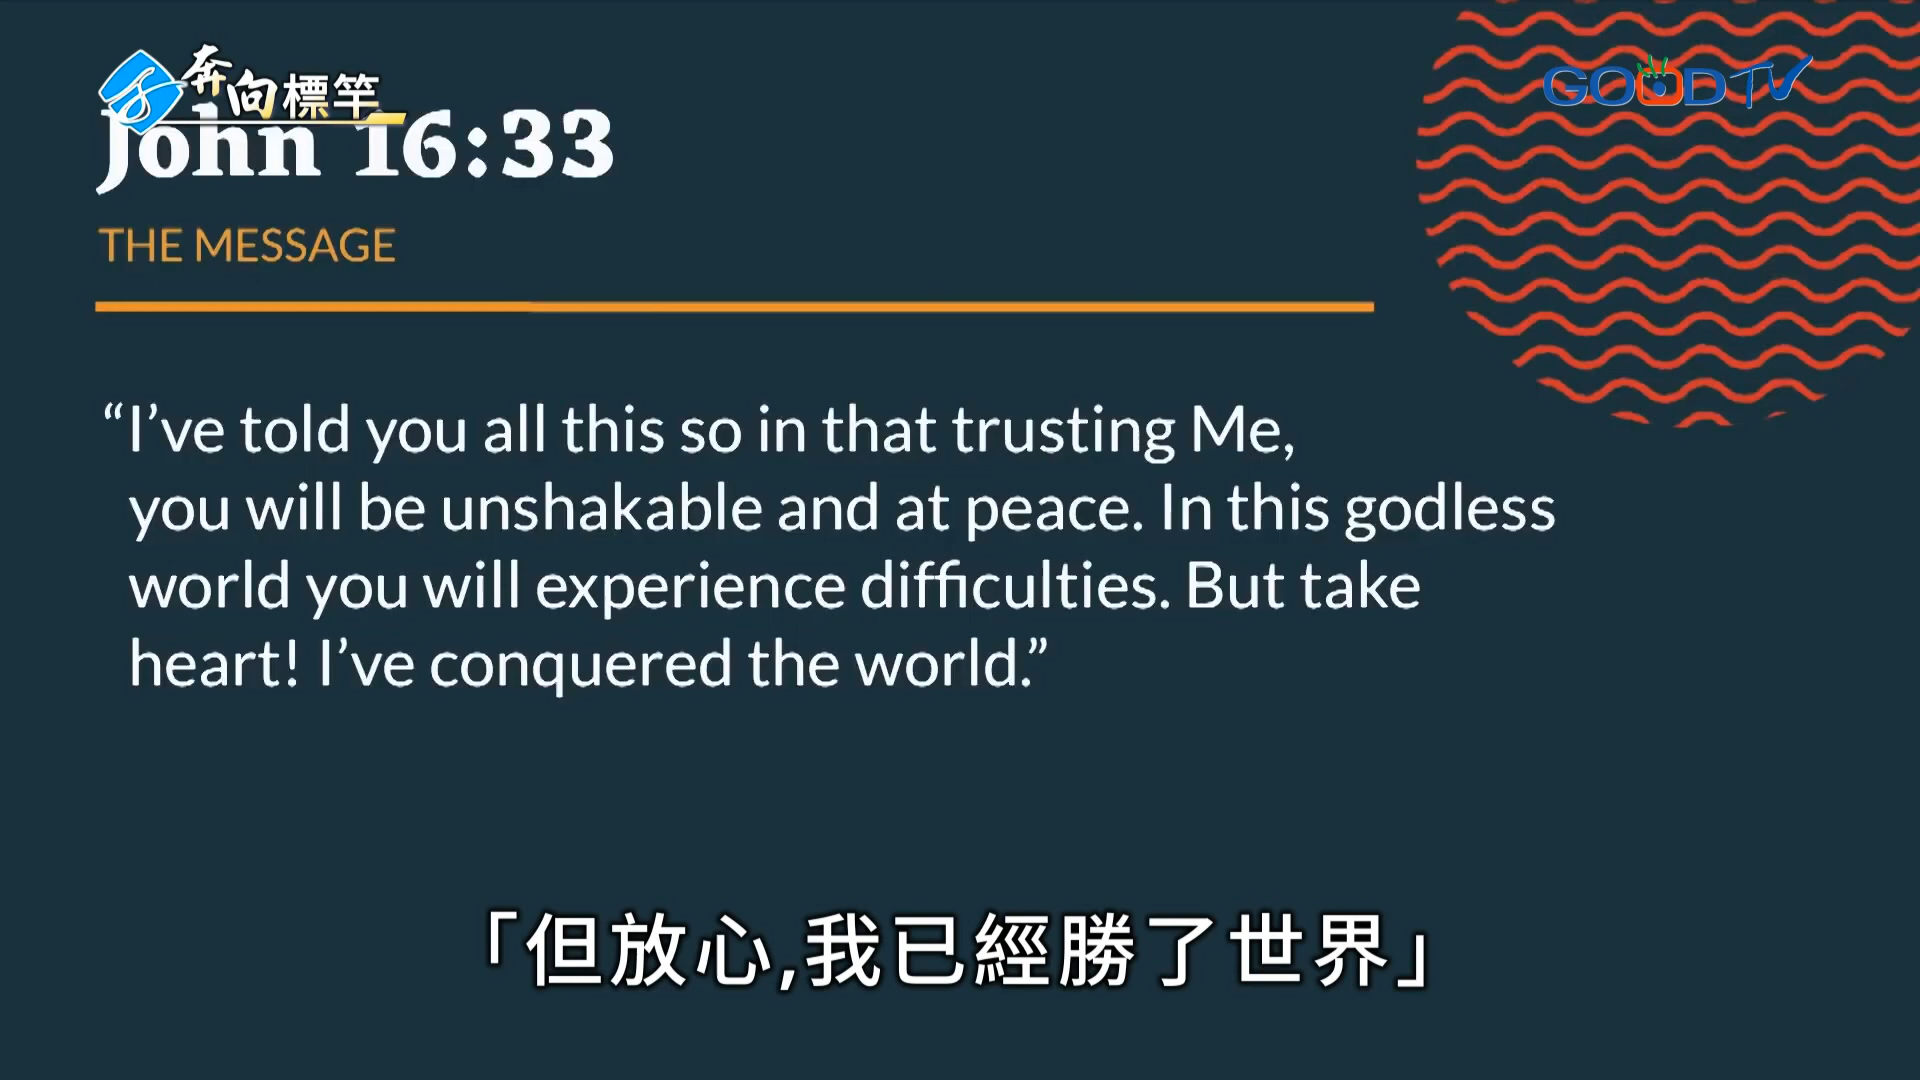 奔向標竿
GOOD TV
John 16:33
THE MESSAGE
“I’ve told you all this so in that trusting Me,
you will be unshakable and at peace. In this godless
world you will experience difficulties. But take
heart! I’ve conquered the world.”
「但放心,我已經勝了世界」